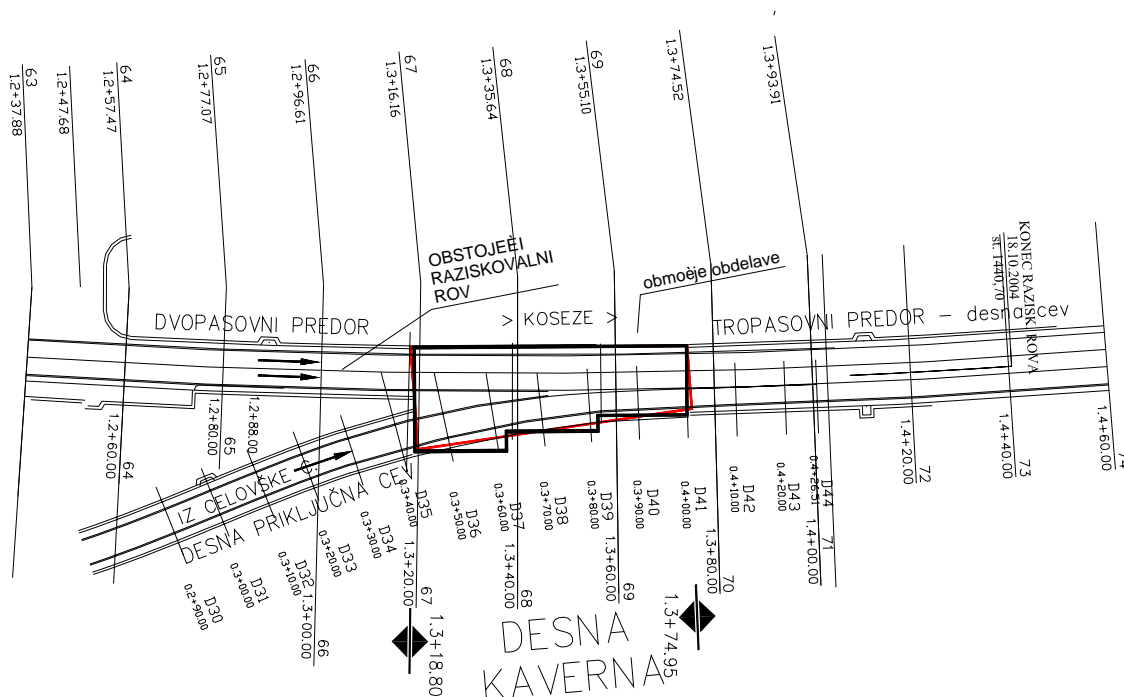 63
1.2+37.88
1.2+47.68
64
1.2+57.47
65
1.2+77.07
66
1.2+96.61
67
1.3+16.16
68
1.3+35.64
69
1.3+55.10
1.3+74.52
1.3+93.91
OBSTOJEÈI
RAZISKOVALNI
ROV
obmoèje obdelave
KONEC RAZISK. ROVA
18.10.2004
st. 1440,70
DVOPASOVNI PREDOR
> KOSEZE >
TROPASOVNI PREDOR - desna cev
IZ CELOVŠKE C.
DESNA PRIKLJUČNA CEV
1.2+60.00
64
1.2+80.00
65
1.2+88.00
1.3+00.00
66
1.3+20.00
67
1.3+40.00
68
1.3+60.00
69
1.3+80.00
70
1.4+00.00
71
1.4+20.00
72
1.4+40.00
73
1.4+60.00
74
D30
0.2+90.00
D31
0.3+00.00
D32
0.3+10.00
D33
0.3+20.00
D34
0.3+30.00
D35
0.3+40.00
D36
0.3+50.00
D37
0.3+60.00
D38
0.3+70.00
D39
0.3+80.00
D40
0.3+90.00
D41
0.4+00.00
D42
0.4+10.00
D43
0.4+20.00
D44
0.4+26.51
1.3+18.80
DESNA
KAVERNA
1.3+74.95